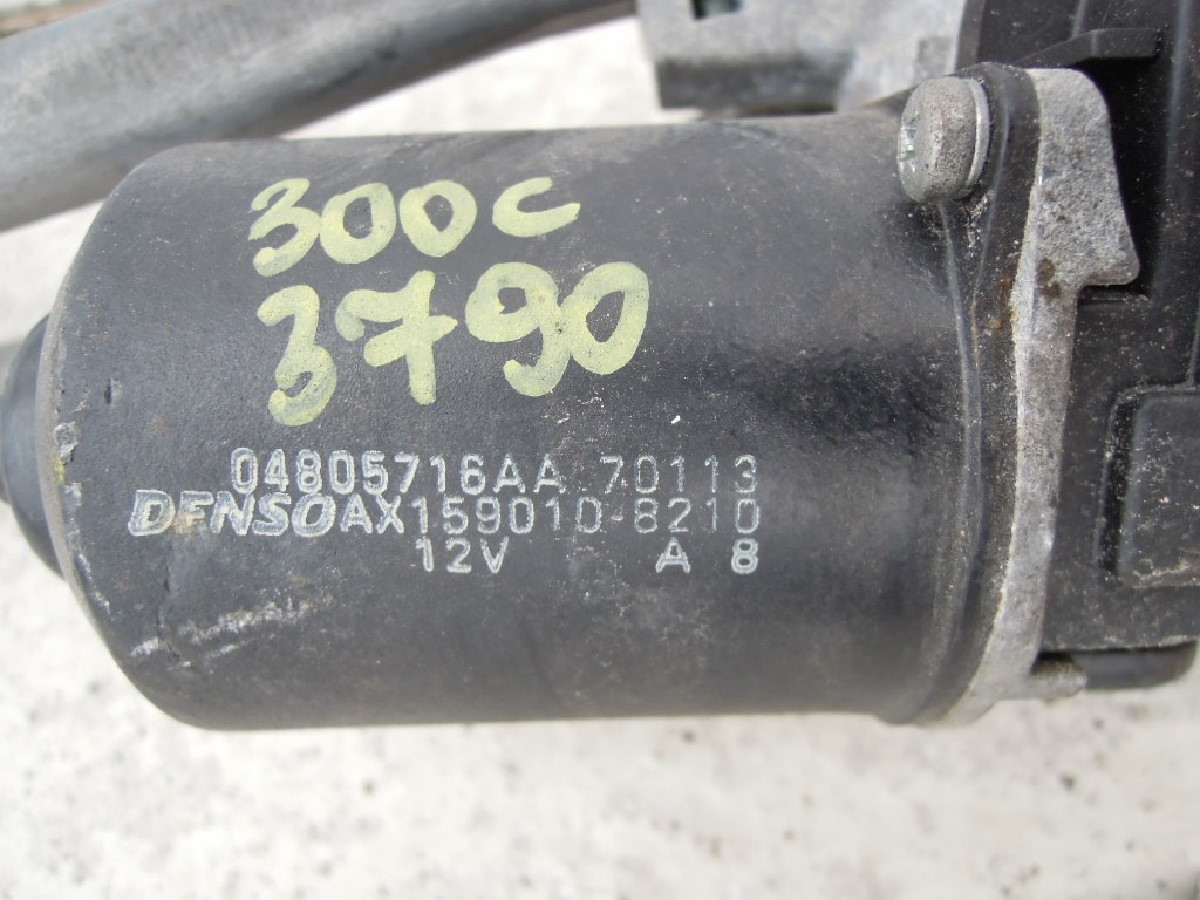 300c
3790
04805716AA 70113
DENSO AX159010-8210
12V A 8